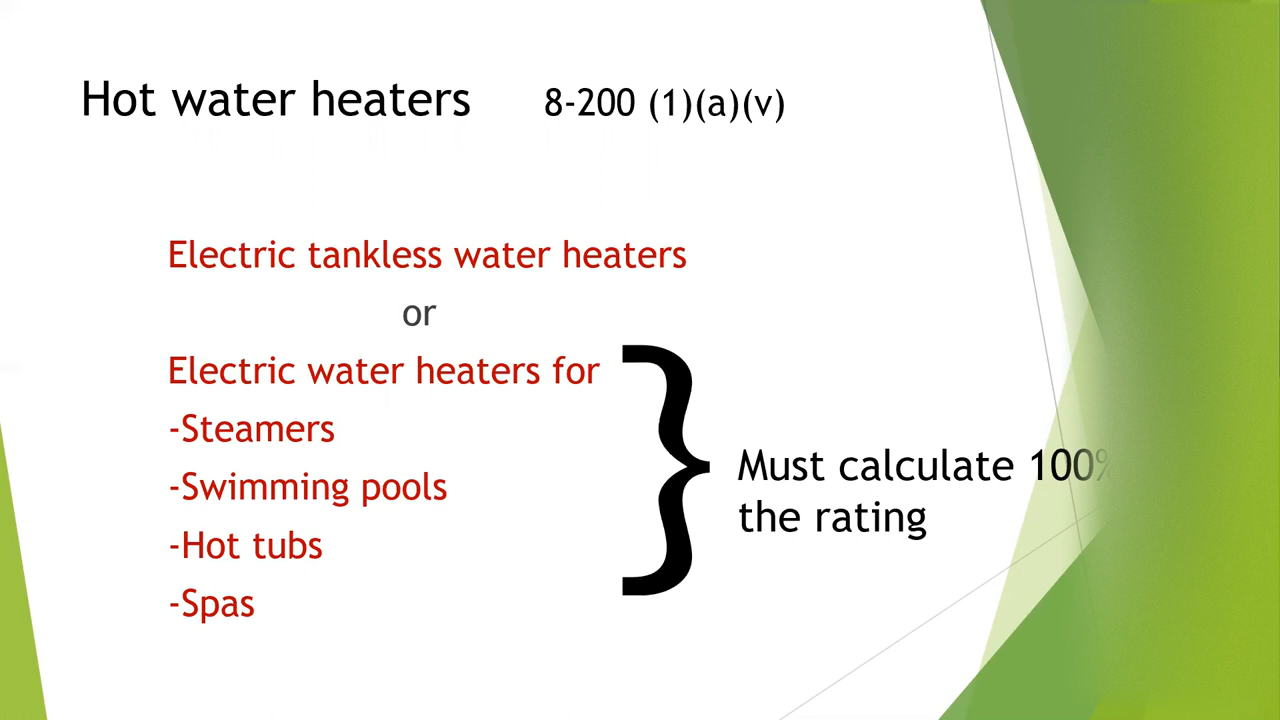 Hot water heaters 8-200 (1)(a)(v)
Electric tankless water heaters
or
Electric water heaters for
-Steamers
-Swimming pools
-Hot tubs
-Spas
Must calculate 100%
the rating